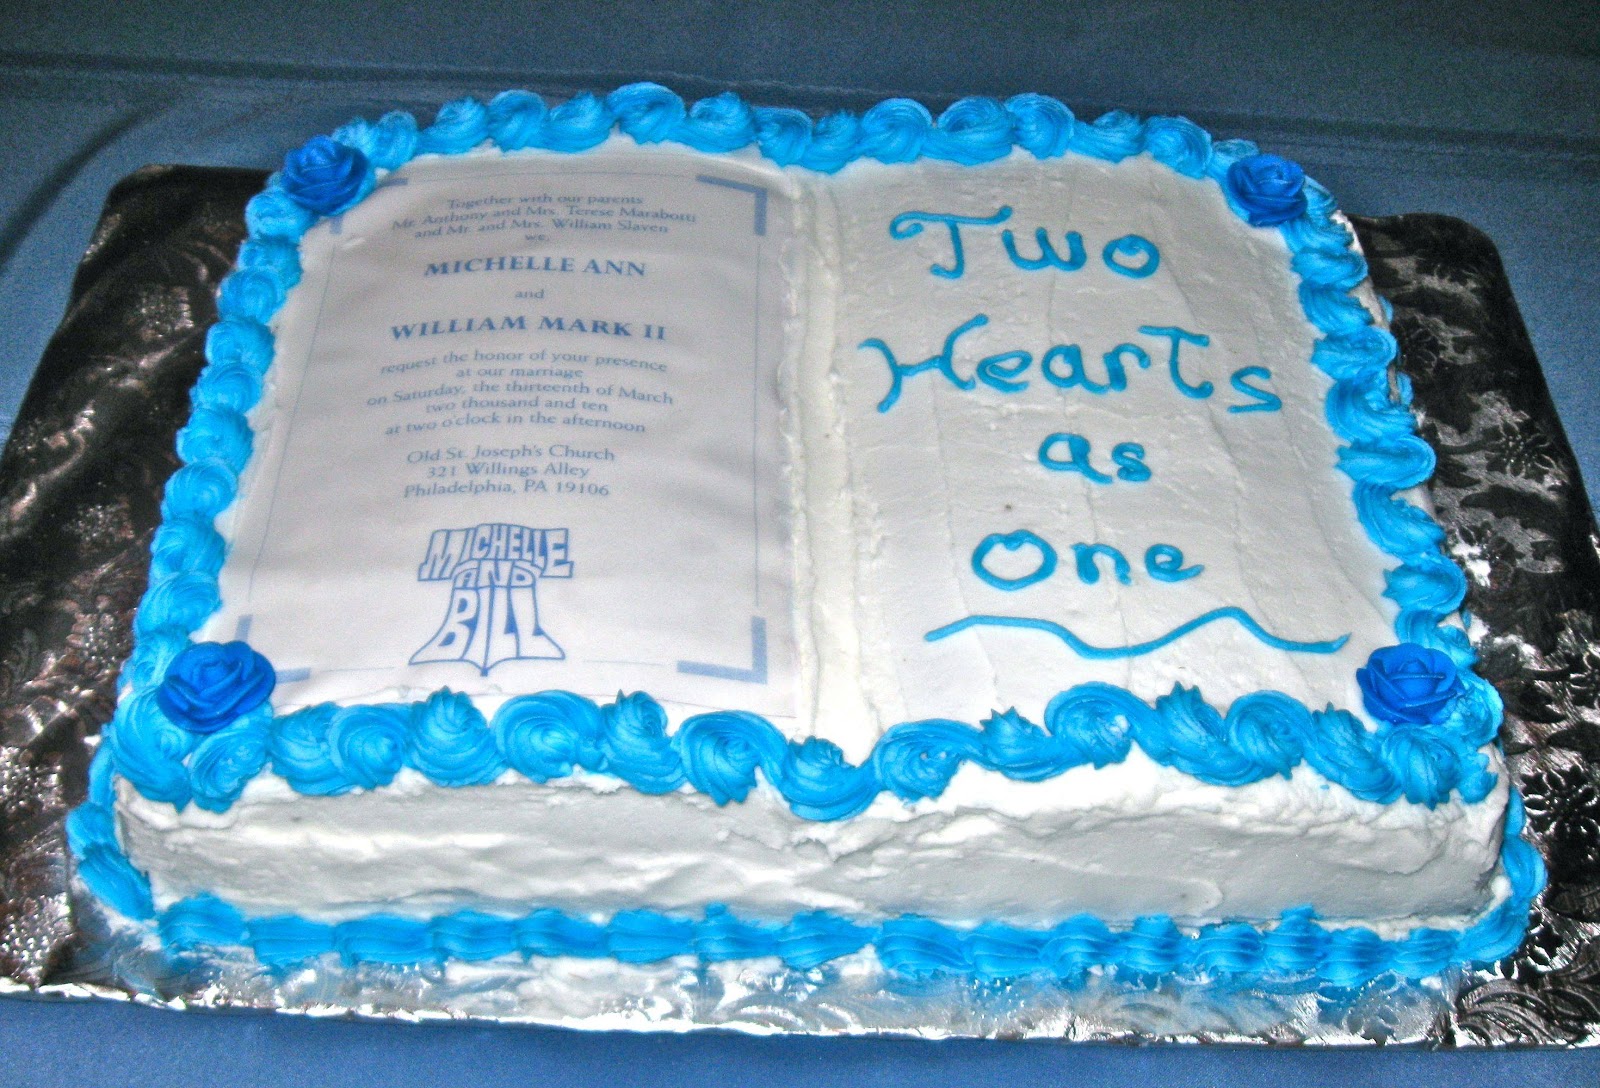 Together with our parents
Mr. Anthony and Mrs. Terese Marabotti
and Mr. and Mrs. William Slaven
we,
MICHELLE ANN
and
WILLIAM MARK II
request the honor of your presence
at our marriage
on Saturday, the thirteenth of March
two thousand and ten
at two o'clock in the afternoon
Old St. Joseph's Church
321 Willings Alley
Philadelphia, PA 19106
MICHELLE
AND
BILL
Two
Hearts
as
One